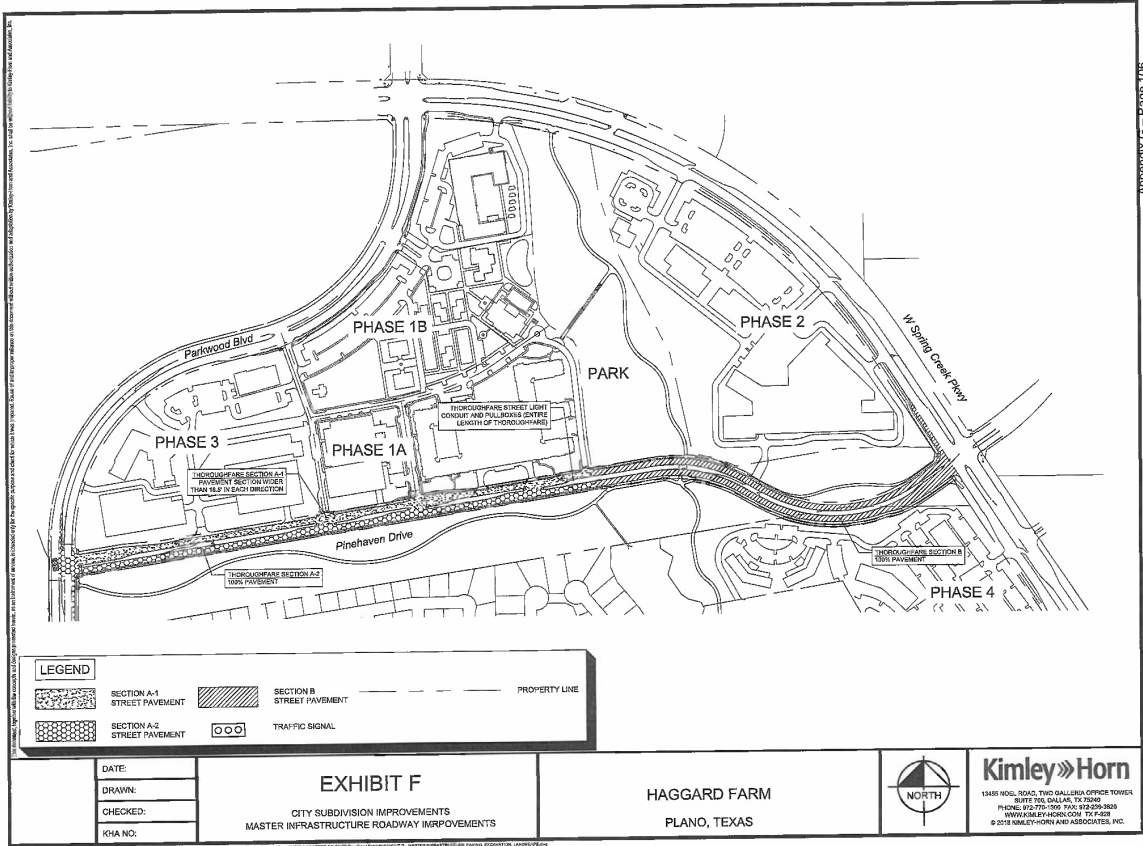 PHASE 1B
Parkwood Blvd
PHASE 2
W Spring Creek Pkwy
PARK
THOROUGHFARE STREET LIGHT
CONDUIT AND PULLBOXES (ENTIRE
LENGTH OF THOROUGHFARE)
PHASE 3
PHASE 1A
THOROUGHFARE SECTION A-1
PAVEMENT SECTION WIDER
THAN 18.5' IN EACH DIRECTION
Pinehaven Drive
THOROUGHFARE SECTION A-2
100% PAVEMENT
THOROUGHFARE SECTION B
100% PAVEMENT
PHASE 4
LEGEND
SECTION A-1
STREET PAVEMENT
SECTION B
STREET PAVEMENT
PROPERTY LINE
SECTION A-2
STREET PAVEMENT
TRAFFIC SIGNAL
DATE:
DRAWN:
CHECKED:
KHA NO:
EXHIBIT F
CITY SUBDIVISION IMPROVEMENTS
MASTER INFRASTRUCTURE ROADWAY IMRPOVEMENTS
HAGGARD FARM
PLANO, TEXAS
NORTH
Kimley»Horn
13455 NOEL ROAD, TWO GALLERIA OFFICE TOWER
SUITE 700, DALLAS, TX 75240
PHONE: 972-770-1300 FAX: 972-239-3820
WWW.KIMLEY-HORN.COM TX F-928
© 2018 KIMLEY-HORN AND ASSOCIATES, INC.